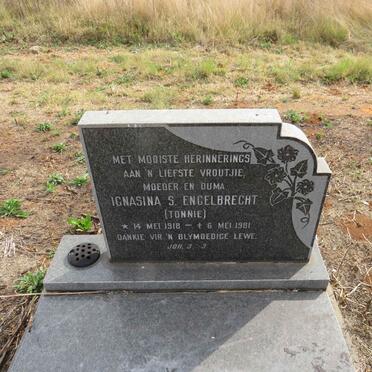 MET MOOISTE HERINNERINGS
AAN 'N LIEFSTE VROUTJIE,
MOEDER EN OUMA
IGNASINA S. ENGELBRECHT
(TONNIE)
* 14 MEI 1918 – † 6 MEI 1981
DANKIE VIR 'N BLYMOEDIGE LEWE.
JOH. 3. 3